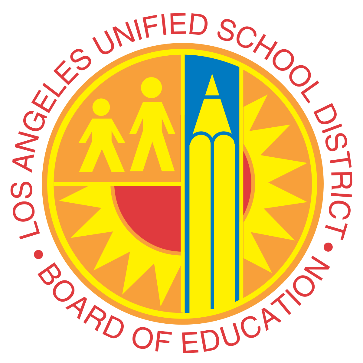 LOS ANGELES UNIFIED SCHOOL DISTRICT
• BOARD OF EDUCATION •